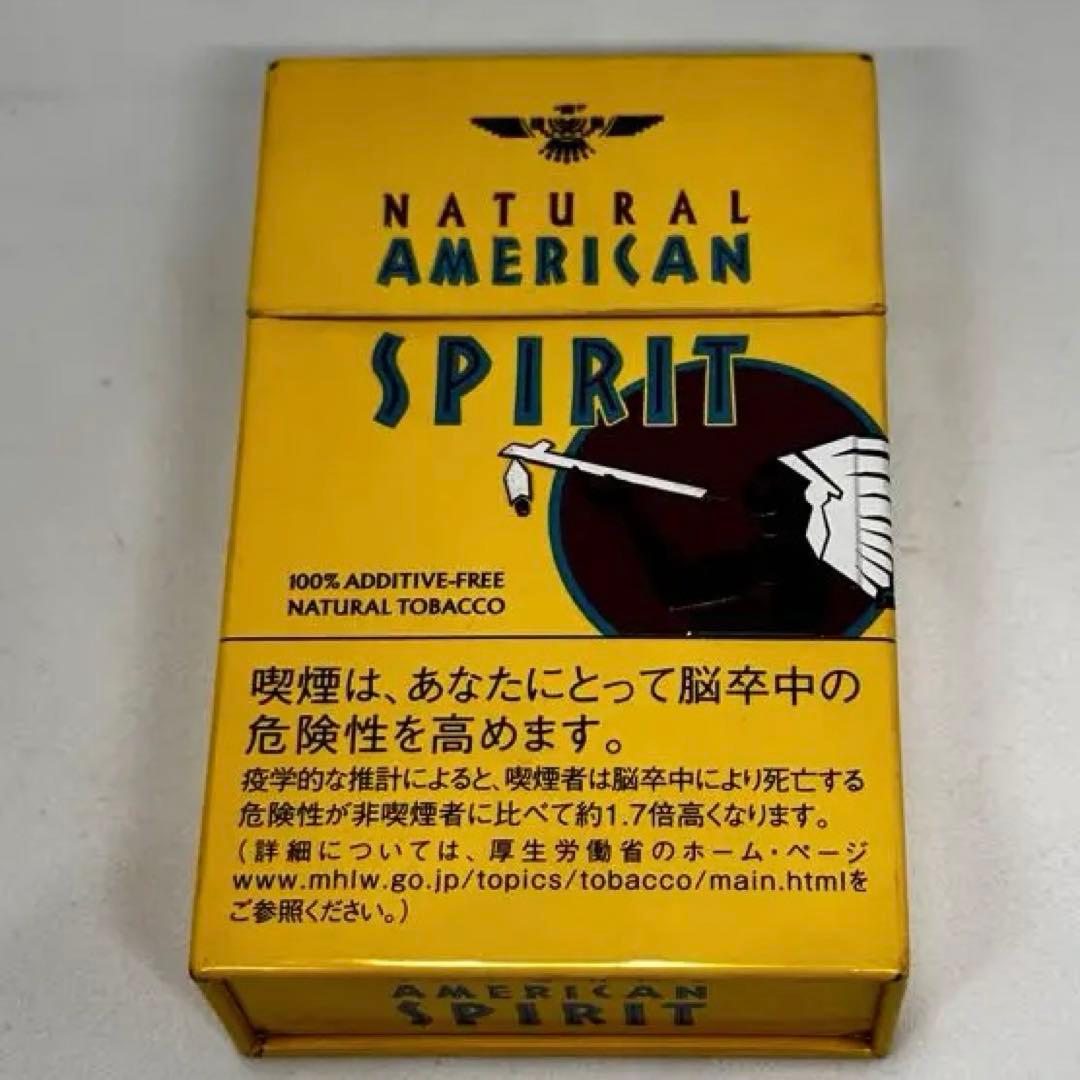 NATURAL
AMERICAN
SPIRIT
100% ADDITIVE-FREE
NATURAL TOBACCO
喫煙は、あなたにとって脳卒中の
危険性を高めます。
疫学的な推計によると、喫煙者は脳卒中により死亡する
危険性が非喫煙者に比べて約1.7倍高くなります。
(詳細については、厚生労働省のホーム・ページ
www.mhlw.go.jp/topics/tobacco/main.htmlを
ご参照ください。)
AMERICAN
SPIRIT